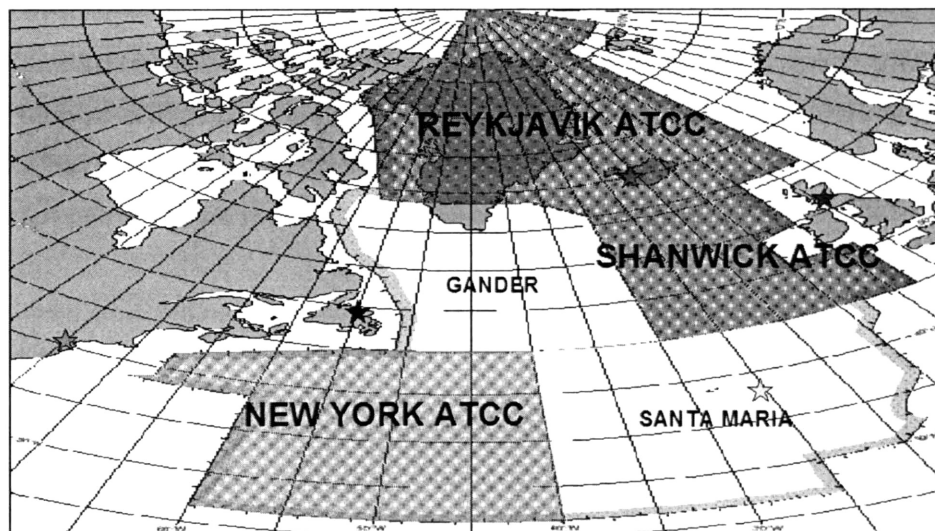 REYKJAVIK ATCC
SHANWICK ATCC
GANDER
NEW YORK ATCC
SANTA MARIA